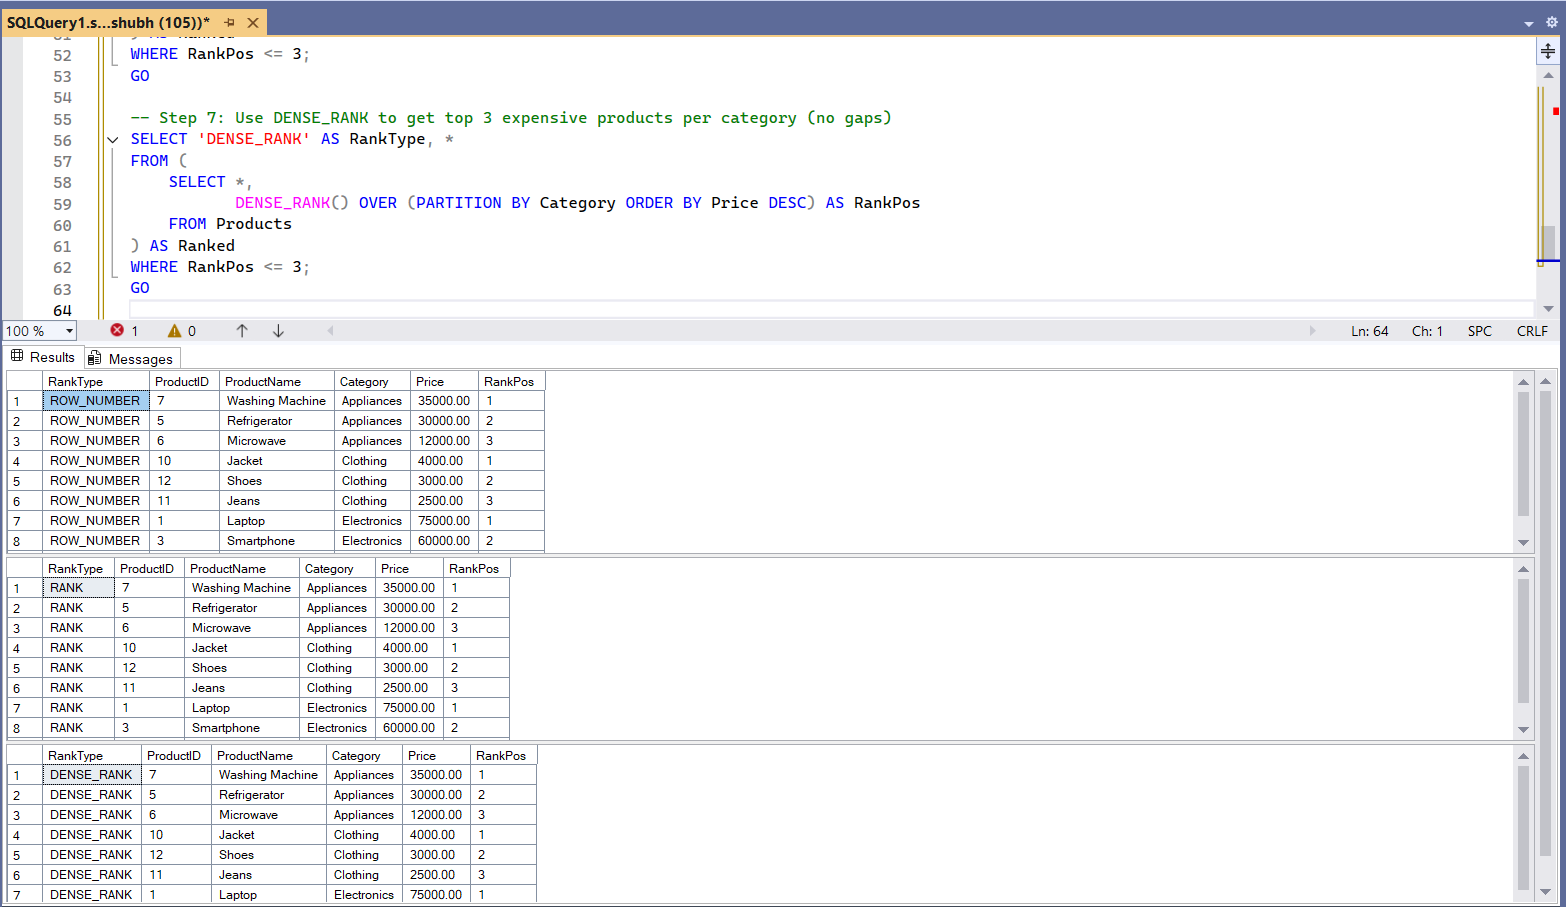 SQLQuery1.s...shubh (105))*
51 ) AS Ranked
52 WHERE RankPos <= 3;
53 GO
54
55 -- Step 7: Use DENSE_RANK to get top 3 expensive products per category (no gaps)
56 SELECT 'DENSE_RANK' AS RankType, *
57 FROM (
58 SELECT *,
59 DENSE_RANK() OVER (PARTITION BY Category ORDER BY Price DESC) AS RankPos
60 FROM Products
61 ) AS Ranked
62 WHERE RankPos <= 3;
63 GO
64
100 % 1 0 Ln: 64 Ch: 1 SPC CRLF
Results Messages
RankType ProductID ProductName Category Price RankPos
1 ROW_NUMBER 7 Washing Machine Appliances 35000.00 1
2 ROW_NUMBER 5 Refrigerator Appliances 30000.00 2
3 ROW_NUMBER 6 Microwave Appliances 12000.00 3
4 ROW_NUMBER 10 Jacket Clothing 4000.00 1
5 ROW_NUMBER 12 Shoes Clothing 3000.00 2
6 ROW_NUMBER 11 Jeans Clothing 2500.00 3
7 ROW_NUMBER 1 Laptop Electronics 75000.00 1
8 ROW_NUMBER 3 Smartphone Electronics 60000.00 2
RankType ProductID ProductName Category Price RankPos
1 RANK 7 Washing Machine Appliances 35000.00 1
2 RANK 5 Refrigerator Appliances 30000.00 2
3 RANK 6 Microwave Appliances 12000.00 3
4 RANK 10 Jacket Clothing 4000.00 1
5 RANK 12 Shoes Clothing 3000.00 2
6 RANK 11 Jeans Clothing 2500.00 3
7 RANK 1 Laptop Electronics 75000.00 1
8 RANK 3 Smartphone Electronics 60000.00 2
RankType ProductID ProductName Category Price RankPos
1 DENSE_RANK 7 Washing Machine Appliances 35000.00 1
2 DENSE_RANK 5 Refrigerator Appliances 30000.00 2
3 DENSE_RANK 6 Microwave Appliances 12000.00 3
4 DENSE_RANK 10 Jacket Clothing 4000.00 1
5 DENSE_RANK 12 Shoes Clothing 3000.00 2
6 DENSE_RANK 11 Jeans Clothing 2500.00 3
7 DENSE_RANK 1 Laptop Electronics 75000.00 1